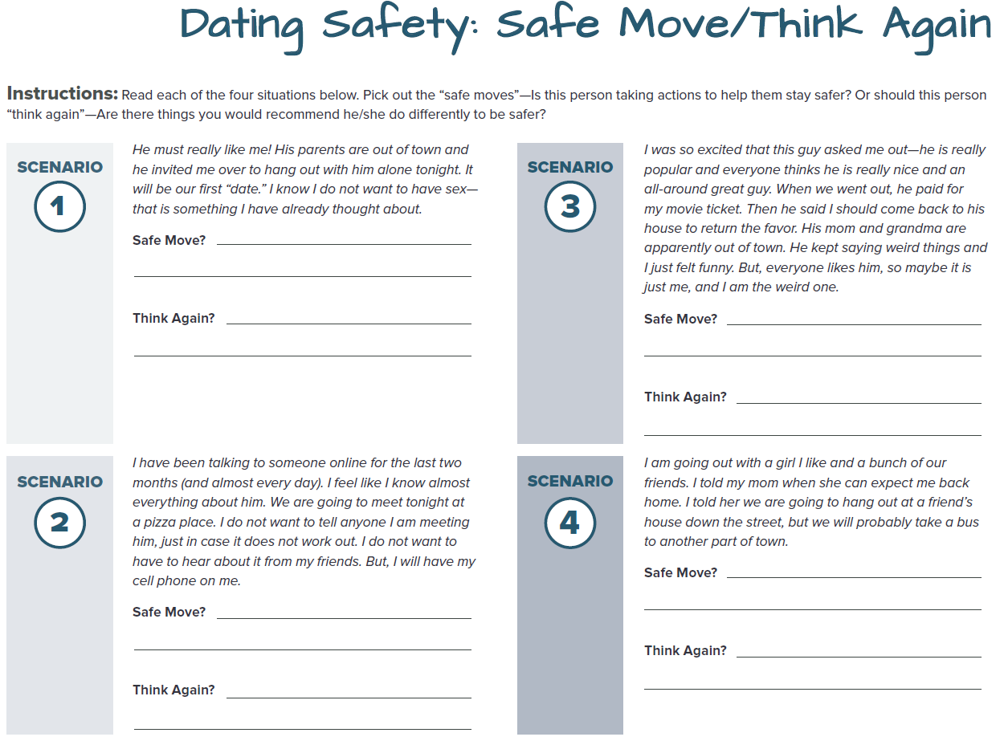 Dating Safety: Safe Move/Think Again
Instructions: Read each of the four situations below. Pick out the “safe moves”—Is this person taking actions to help them stay safer? Or should this person
“think again”—Are there things you would recommend he/she do differently to be safer?
SCENARIO
1
He must really like me! His parents are out of town and
he invited me over to hang out with him alone tonight. It
will be our first “date.” I know I do not want to have sex—
that is something I have already thought about.
Safe Move?
Think Again?
SCENARIO
2
I have been talking to someone online for the last two
months (and almost every day). I feel like I know almost
everything about him. We are going to meet tonight at
a pizza place. I do not want to tell anyone I am meeting
him, just in case it does not work out. I do not want to
have to hear about it from my friends. But, I will have my
cell phone on me.
Safe Move?
Think Again?
SCENARIO
3
I was so excited that this guy asked me out—he is really
popular and everyone thinks he is really nice and an
all-around great guy. When we went out, he paid for
my movie ticket. Then he said I should come back to his
house to return the favor. His mom and grandma are
apparently out of town. He kept saying weird things and
I just felt funny. But, everyone likes him, so maybe it is
just me, and I am the weird one.
Safe Move?
Think Again?
SCENARIO
4
I am going out with a girl I like and a bunch of our
friends. I told my mom when she can expect me back
home. I told her we are going to hang out at a friend’s
house down the street, but we will probably take a bus
to another part of town.
Safe Move?
Think Again?